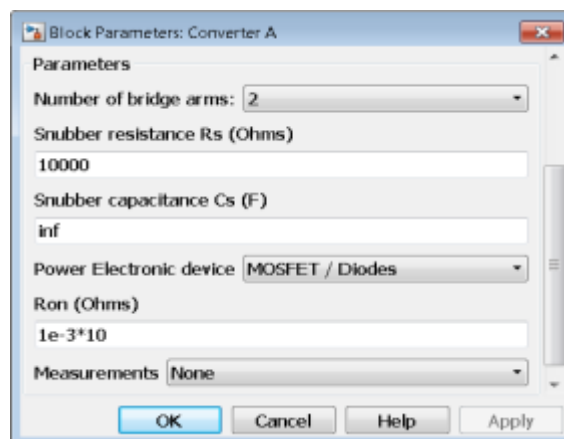 Block Parameters: Converter A
Parameters
Number of bridge arms: 2
Snubber resistance Rs (Ohms)
10000
Snubber capacitance Cs (F)
inf
Power Electronic device MOSFET / Diodes
Ron (Ohms)
1e-3*10
Measurements None
OK Cancel Help Apply